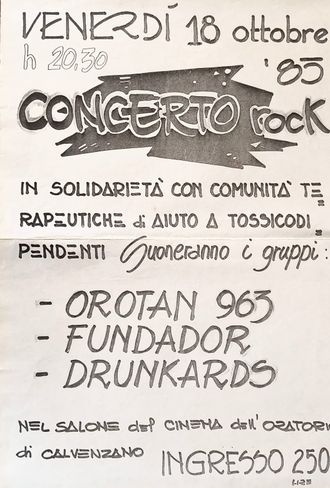 VENERDÍ 18 ottobre
h 20,30 '85
CONCERTO rock
IN SOLIDARIETÀ CON COMUNITÀ TE
RAPEUTICHE di AIUTO A TOSSICODI
PENDENTI Suoneranno i gruppi:
- OROTAN 963
- FUNDADOR
- DRUNKARDS
NEL SALONE del CINEMA dell'ORATORI
di CALVENZANO INGRESSO 250